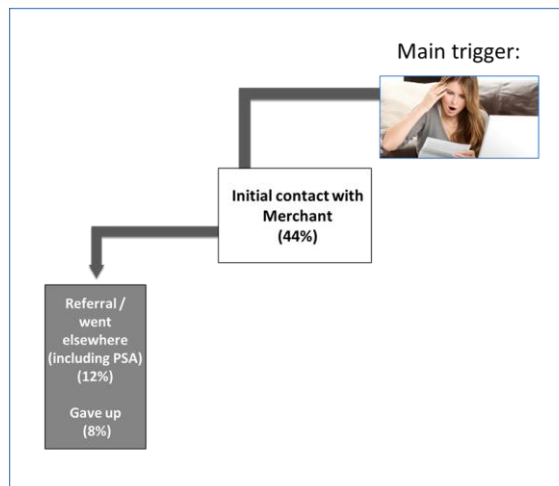 Main trigger:
Initial contact with
Merchant
(44%)
Referral /
went
elsewhere
(including PSA)
(12%)
Gave up
(8%)